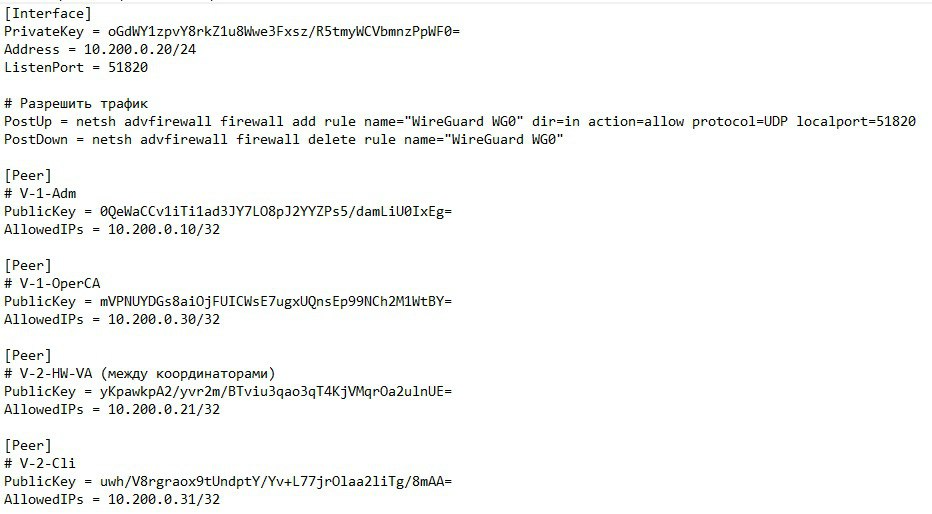 [Interface]
PrivateKey = oGdWY1zpvY8rkZ1u8Wwe3Fxsz/R5tmyWCVbmnzPpWF0=
Address = 10.200.0.20/24
ListenPort = 51820
# Разрешить трафик
PostUp = netsh advfirewall firewall add rule name="WireGuard WG0" dir=in action=allow protocol=UDP localport=51820
PostDown = netsh advfirewall firewall delete rule name="WireGuard WG0"
[Peer]
# V-1-Adm
PublicKey = 0QeWaCCv1iTi1ad3JY7LO8pJ2YYZPs5/damLiU0IxEg=
AllowedIPs = 10.200.0.10/32
[Peer]
# V-1-OperCA
PublicKey = mVPNUYDGs8aiOjFUICWsE7ugxUQnsEp99NCh2M1WtBY=
AllowedIPs = 10.200.0.30/32
[Peer]
# V-2-HW-VA (между координаторами)
PublicKey = yKpawkpA2/yvr2m/BTviu3qao3qT4KjVMqrOa2ulnUE=
AllowedIPs = 10.200.0.21/32
[Peer]
# V-2-Cli
PublicKey = uwh/V8rgraox9tUndptY/Yv+L77jrOlaa2liTg/8mAA=
AllowedIPs = 10.200.0.31/32